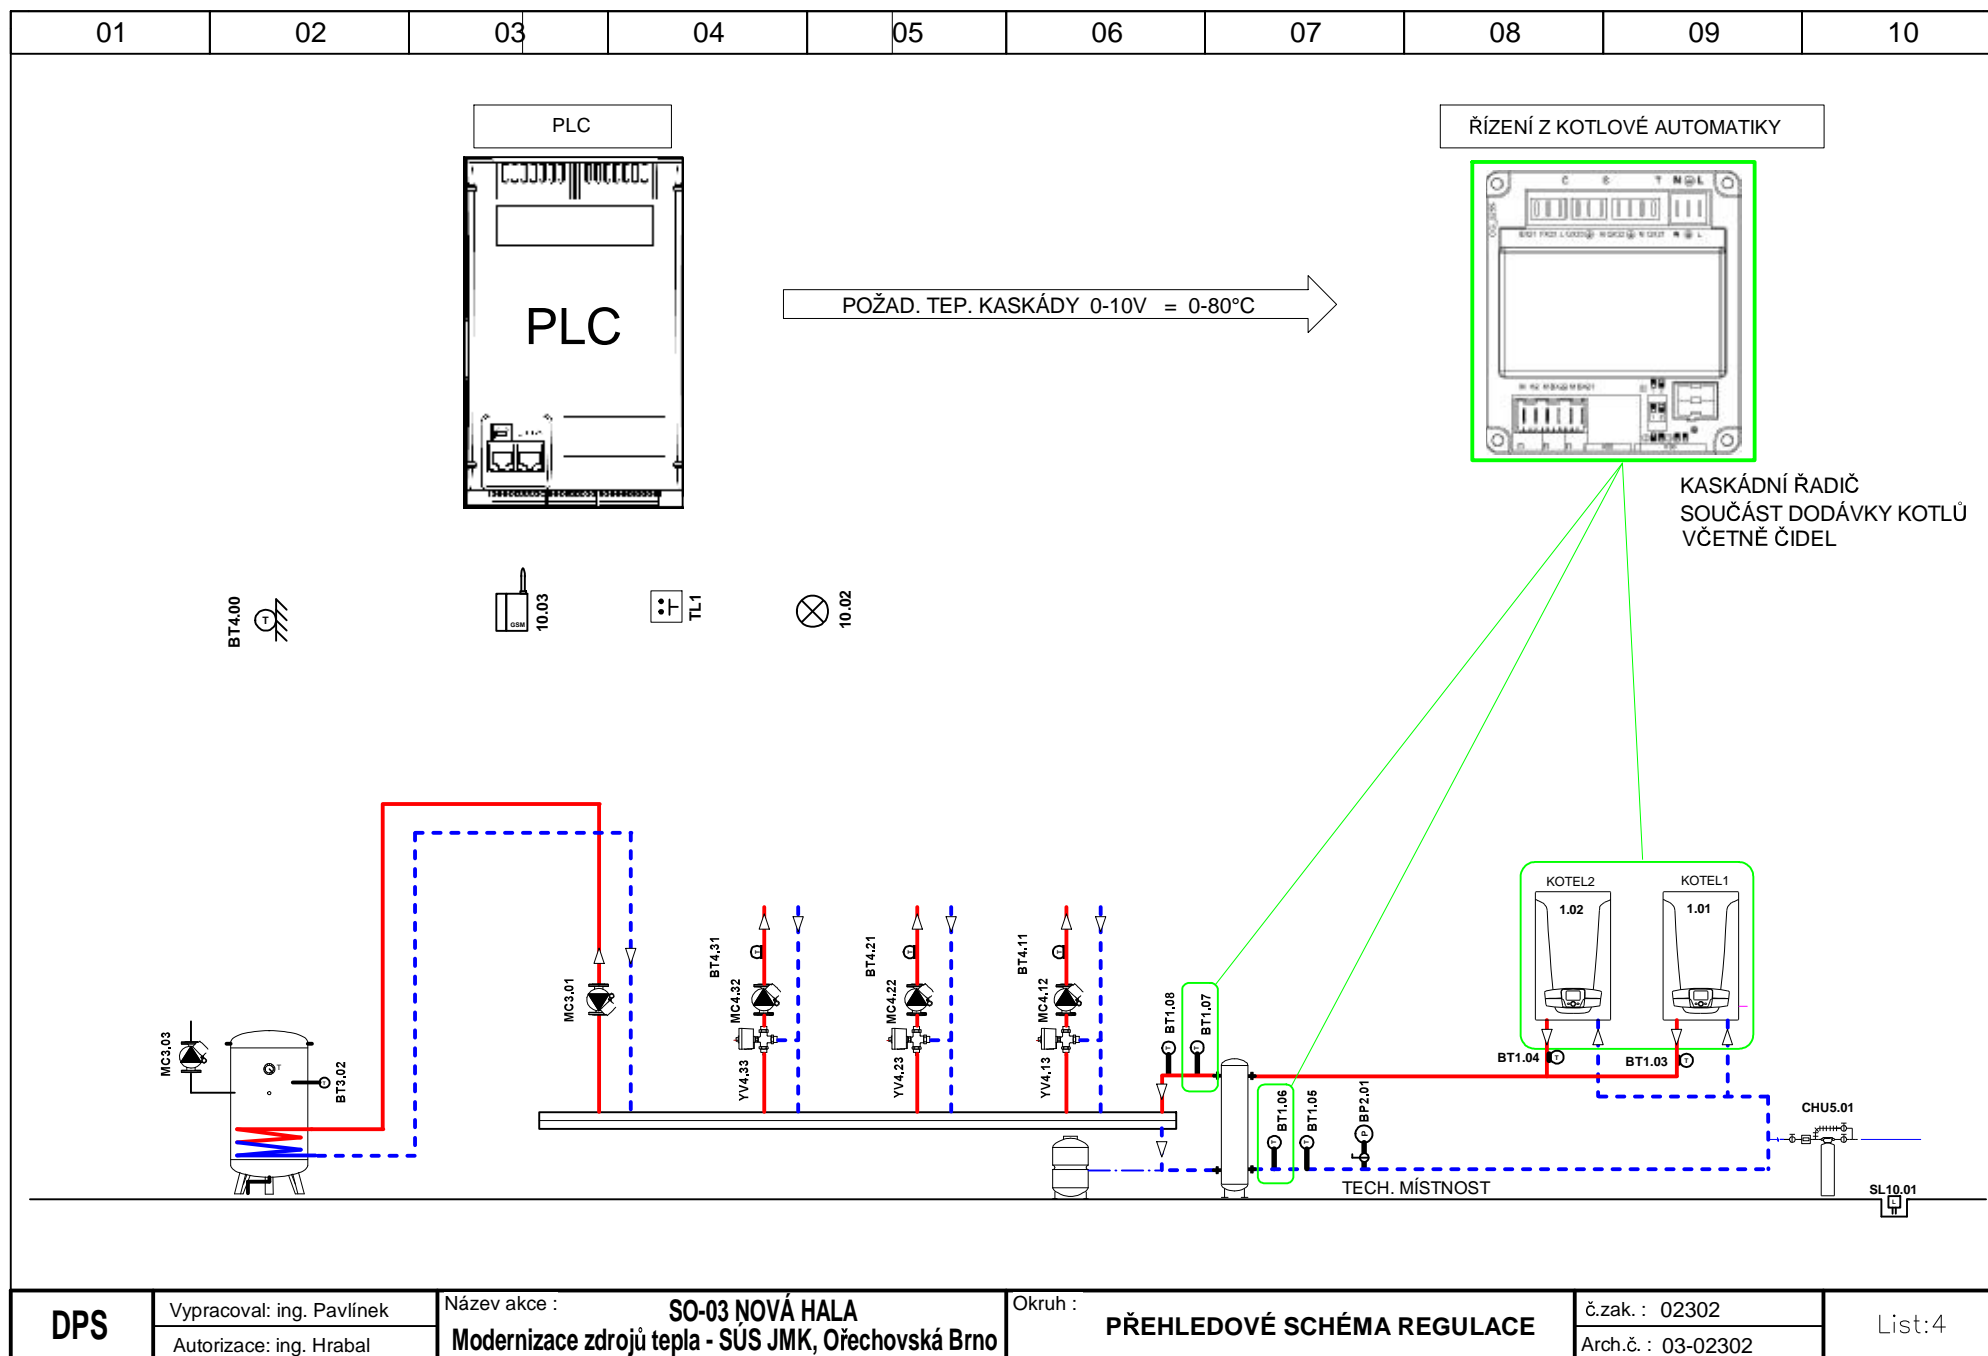 01 02 03 04 05 06 07 08 09 10
PLC
ŘÍZENÍ Z KOTLOVÉ AUTOMATIKY
C S T N L
PLC
POŽAD. TEP. KASKÁDY 0-10V = 0-80°C
KASKÁDNÍ ŘADIČ
SOUČÁST DODÁVKY KOTLŮ
VČETNĚ ČIDEL
BT4.00
T
GSM
10.03
TL1
10.02
KOTEL2
1.02
KOTEL1
1.01
BT4.31
MC4.32
YV4.33
BT4.21
MC4.22
YV4.23
BT4.11
MC4.12
YV4.13
MC3.01
MC3.03
BT3.02
BT1.08
BT1.07
BT1.04
BT1.03
BT1.06
BT1.05
BP2.01
CHU5.01
TECH. MÍSTNOST
SL10.01
DPS
Vypracoval: ing. Pavlínek
Autorizace: ing. Hrabal
Název akce :
SO-03 NOVÁ HALA
Modernizace zdrojů tepla - SÚS JMK, Ořechovská Brno
Okruh :
PŘEHLEDOVÉ SCHÉMA REGULACE
č.zak. : 02302
Arch.č. : 03-02302
List:4